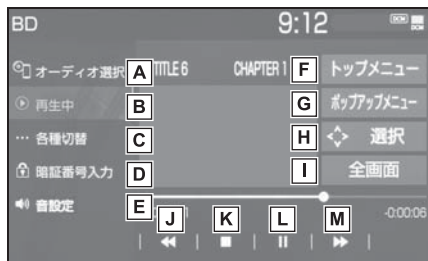 BD
9:12
DCM
オーディオ選択 A TITLE 6 CHAPTER 1 F トップメニュー
再生中 B G ポップアップメニュー
各種切替 C H 選択
暗証番号入力 D I 全画面
音設定 E
J K L M -0:00:06